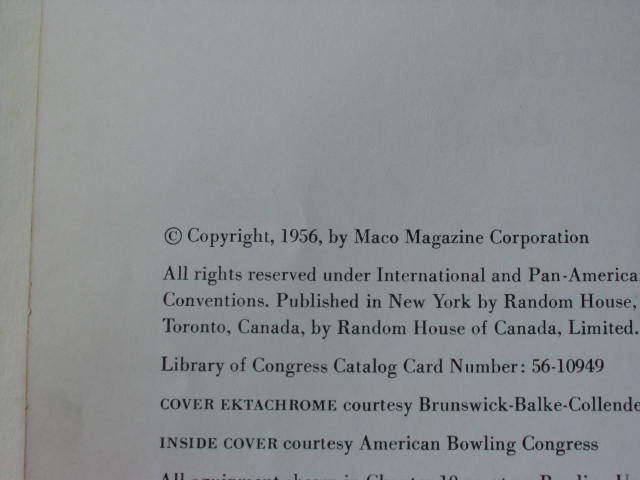 © Copyright, 1956, by Maco Magazine Corporation
All rights reserved under International and Pan-America
Conventions. Published in New York by Random House,
Toronto, Canada, by Random House of Canada, Limited.
Library of Congress Catalog Card Number: 56-10949
COVER EKTACHROME courtesy Brunswick-Balke-Collende
INSIDE COVER courtesy American Bowling Congress